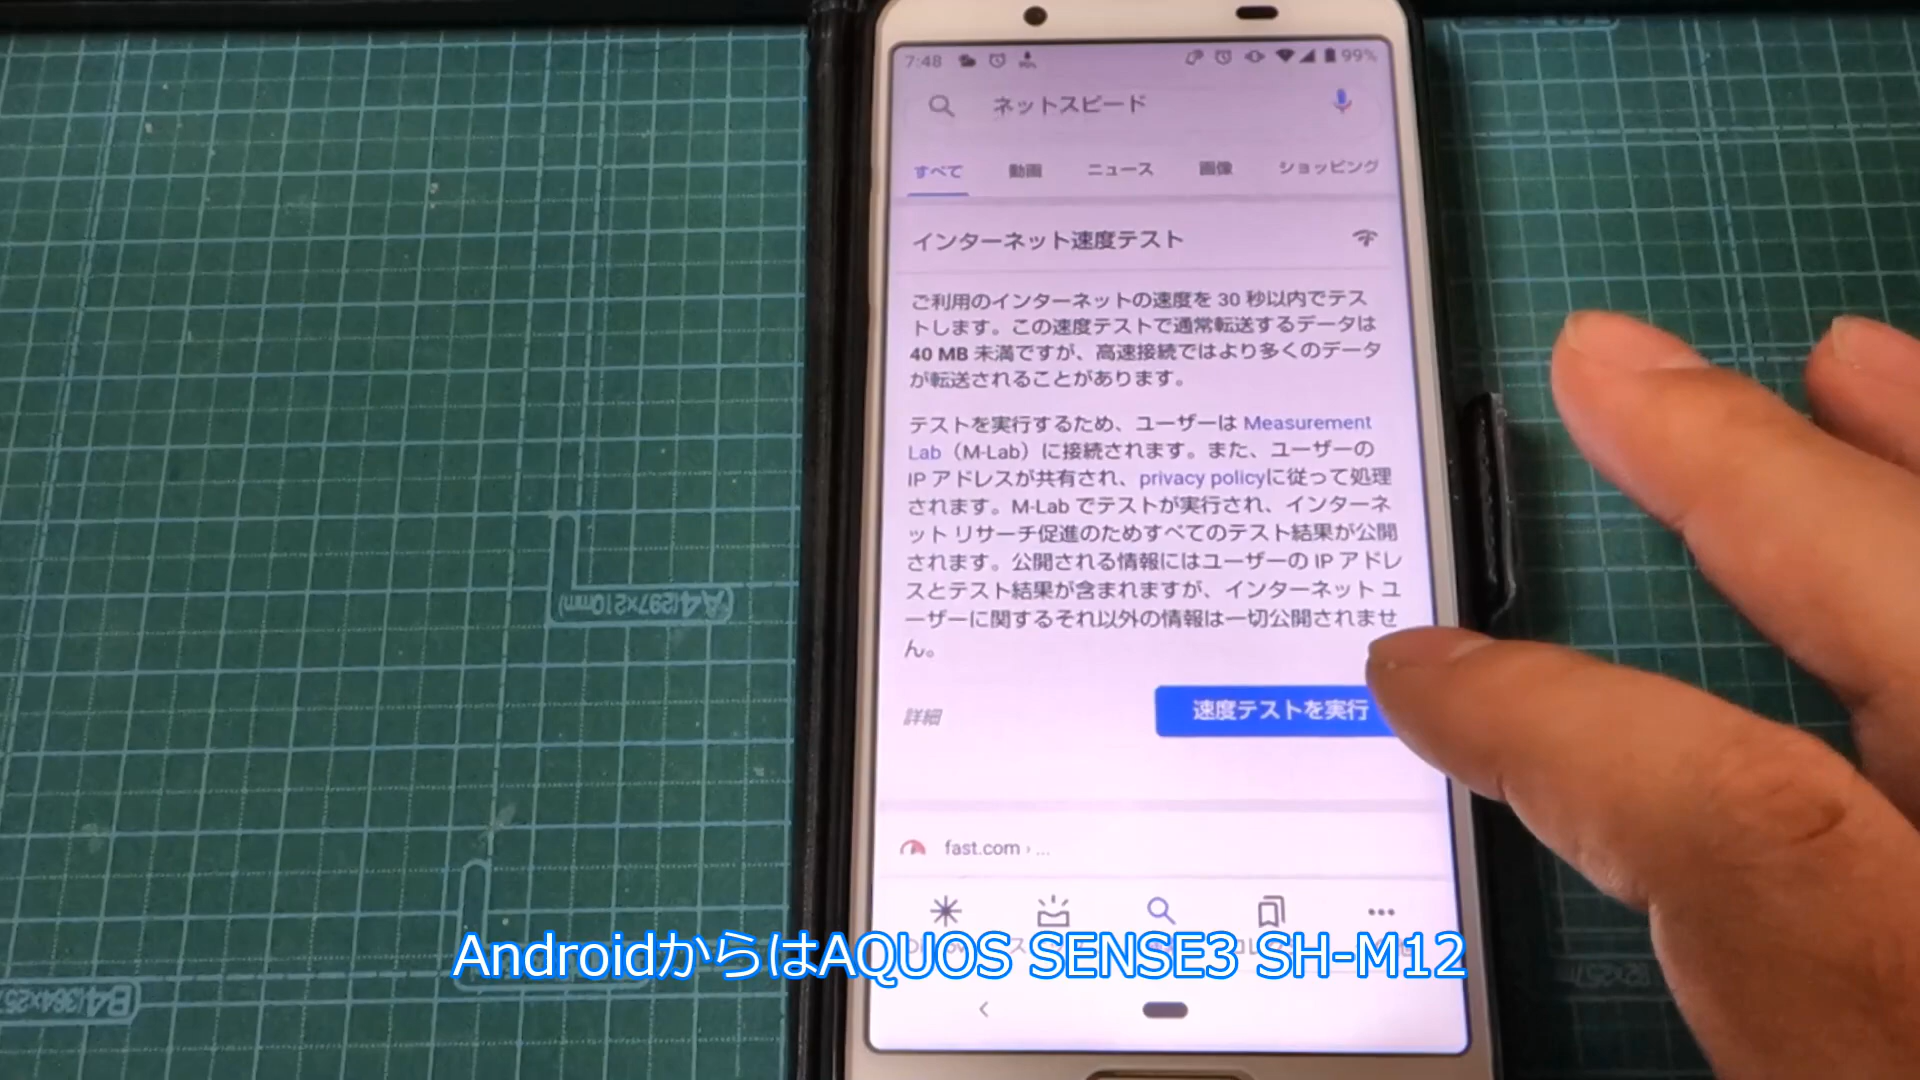 7:48
99%
ネットスピード
すべて 動画 ニュース 画像 ショッピング
インターネット速度テスト
ご利用のインターネットの速度を 30 秒以内でテス
トします。この速度テストで通常転送するデータは
40 MB 未満ですが、高速接続ではより多くのデータ
が転送されることがあります。
テストを実行するため、ユーザーは Measurement
Lab（M-Lab）に接続されます。また、ユーザーの
IP アドレスが共有され、privacy policyに従って処理
されます。M-Lab でテストが実行され、インターネ
ット リサーチ促進のためすべてのテスト結果が公開
されます。公開される情報にはユーザーの IP アドレ
スとテスト結果が含まれますが、インターネット ユ
ーザーに関するそれ以外の情報は一切公開されませ
ん。
詳細
速度テストを実行
fast.com › ...
AndroidからはAQUOS SENSE3 SH-M12
A4(297x210mm)